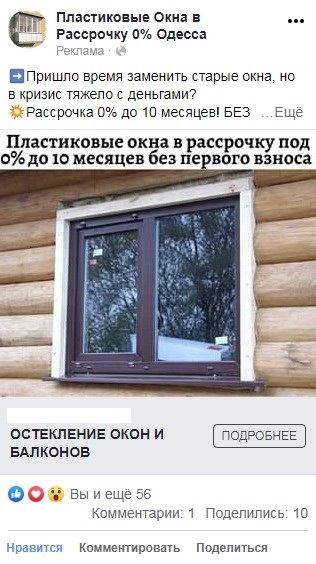 Пластиковые Окна в
Рассрочку 0% Одесса
Реклама ·
Пришло время заменить старые окна, но
в кризис тяжело с деньгами?
Рассрочка 0% до 10 месяцев! БЕЗ ...Ещё
Пластиковые окна в рассрочку под
0% до 10 месяцев без первого взноса
ОСТЕКЛЕНИЕ ОКОН И
БАЛКОНОВ
ПОДРОБНЕЕ
Вы и ещё 56
Комментарии: 1 Поделились: 10
Нравится Комментировать Поделиться